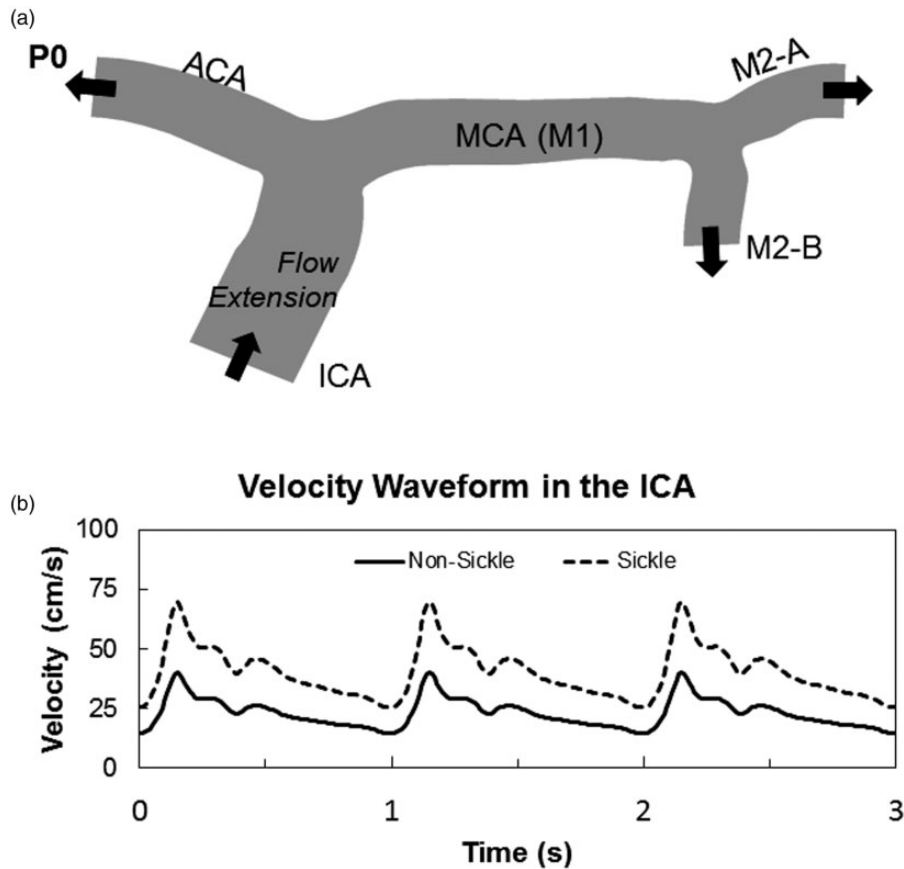 (a)
P0
ACA
MCA (M1)
M2-A
M2-B
Flow
Extension
ICA
Velocity Waveform in the ICA
(b)
100
75
50
25
0
Velocity (cm/s)
Non-Sickle
Sickle
0
1
2
3
Time (s)